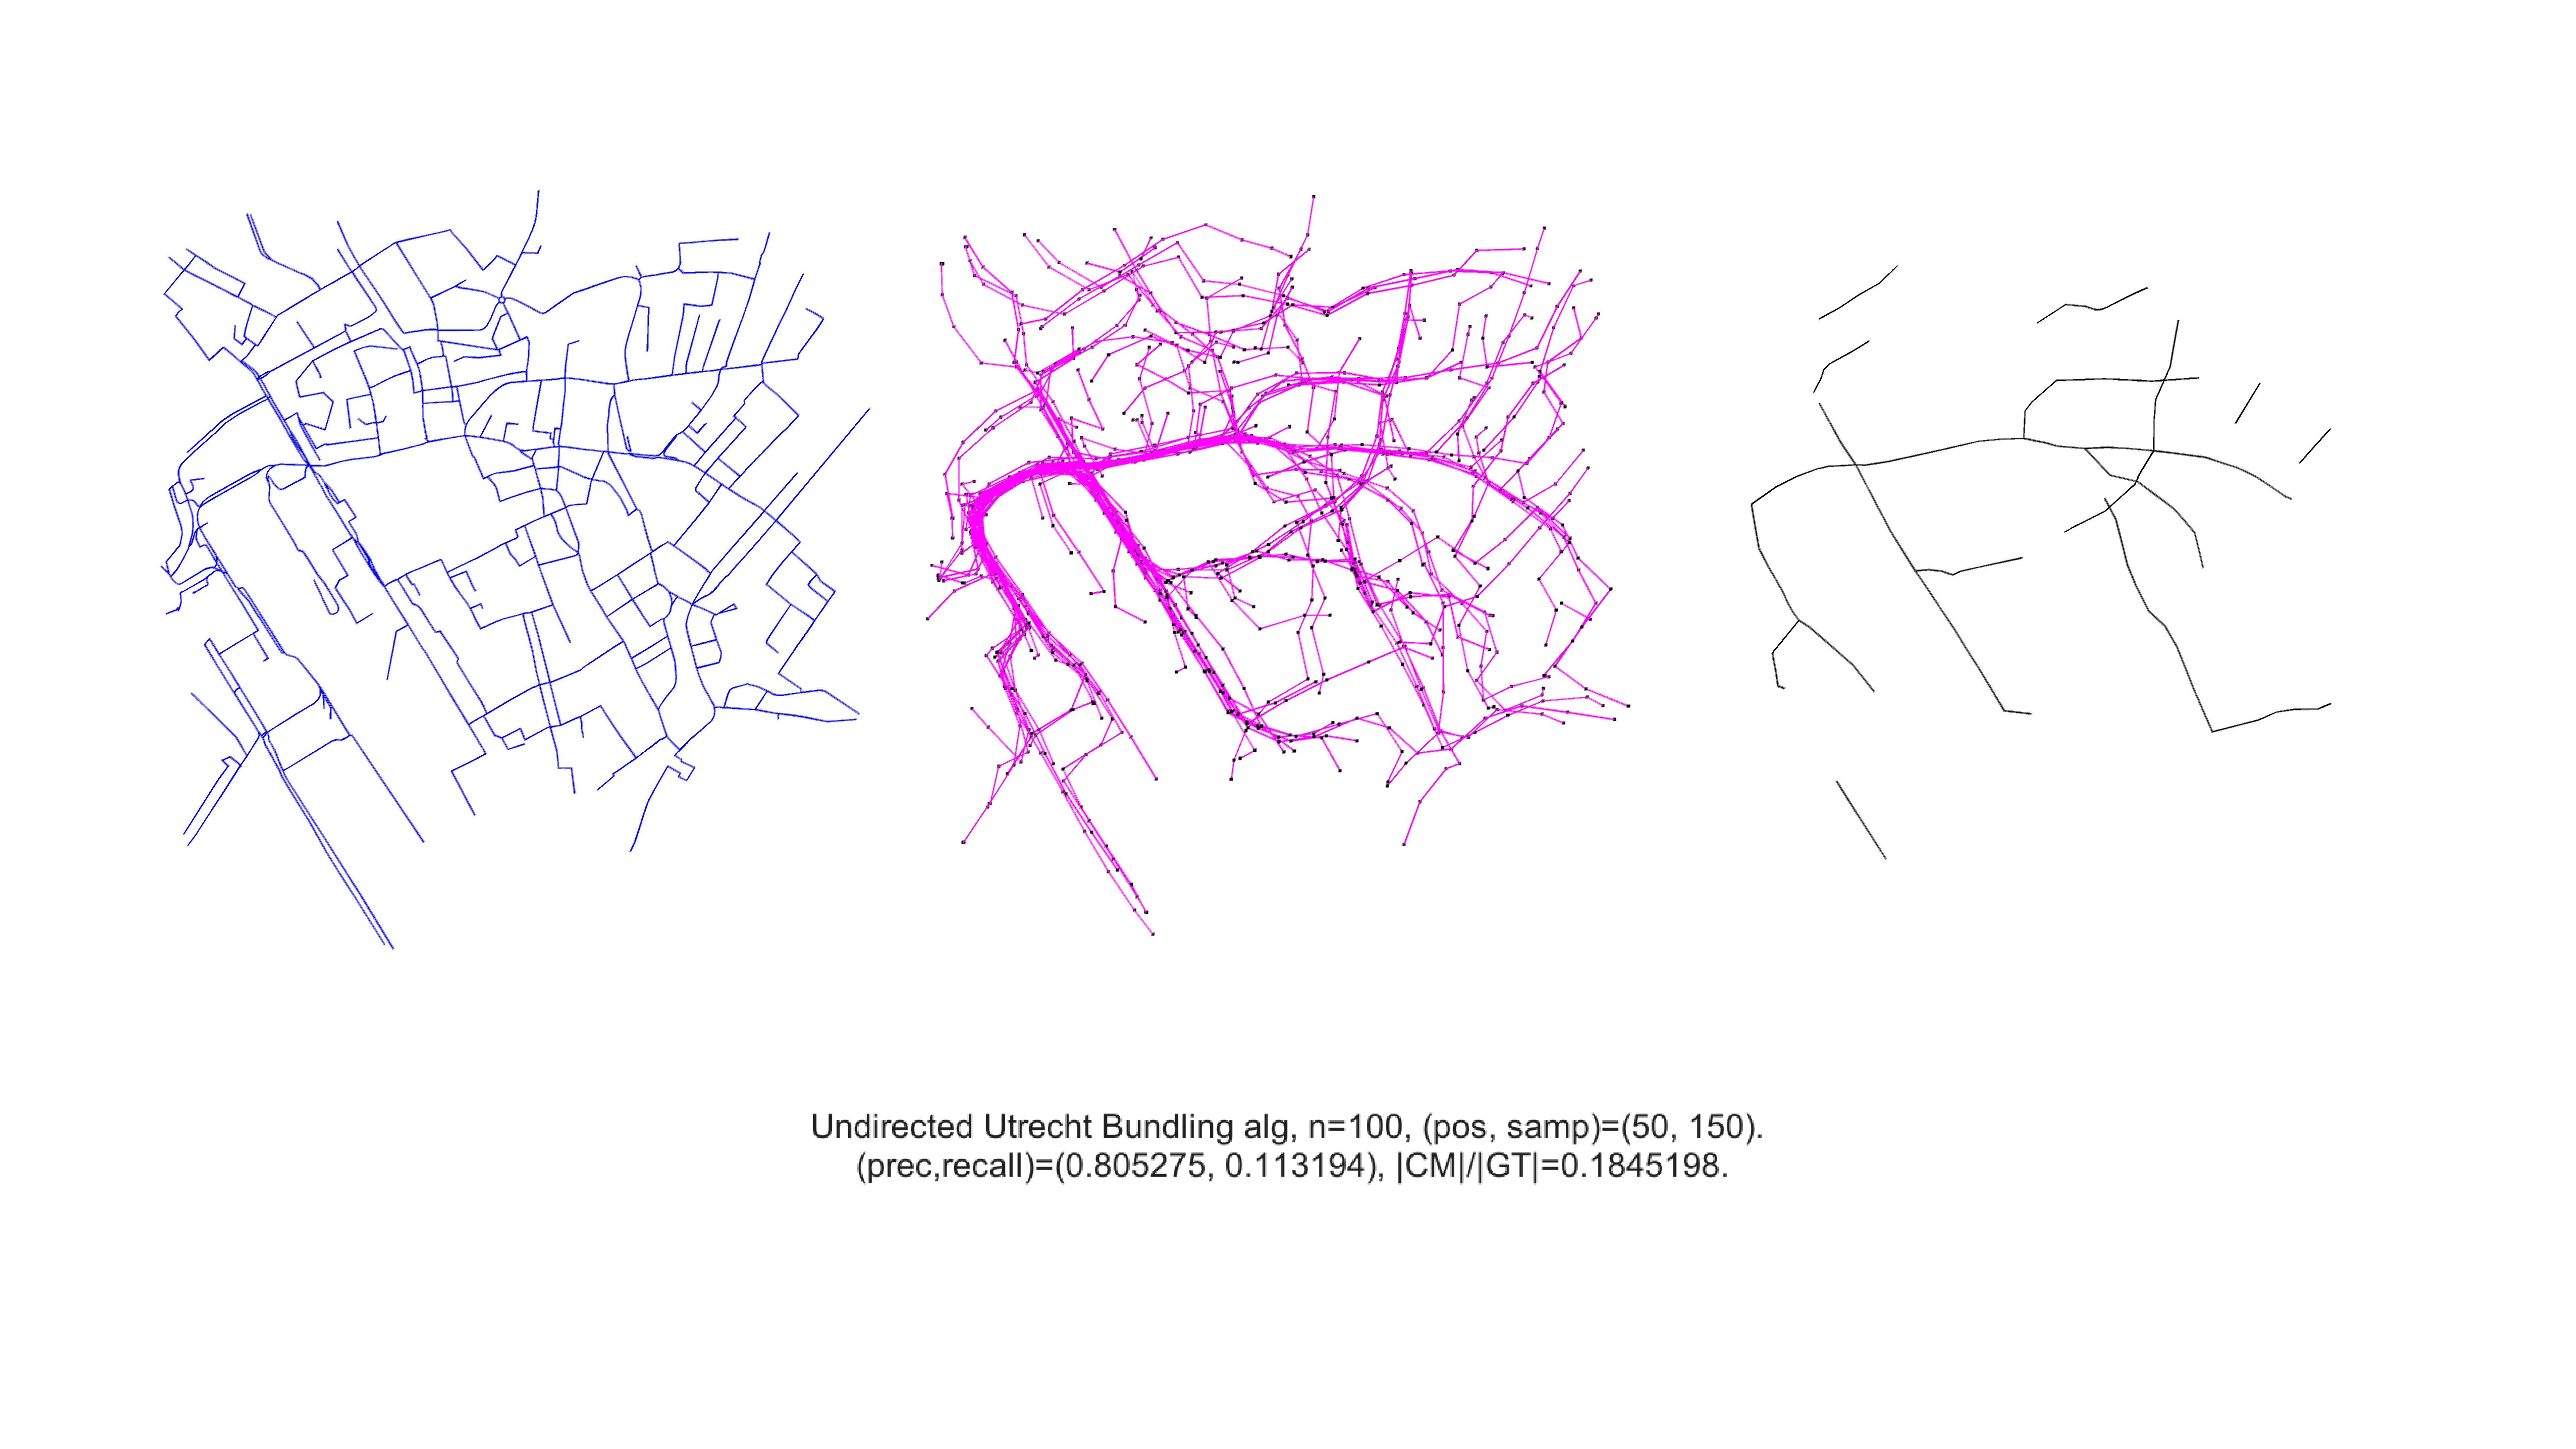 Undirected Utrecht Bundling alg, n=100, (pos, samp)=(50, 150).
(prec,recall)=(0.805275, 0.113194), |CM|/|GT|=0.1845198.